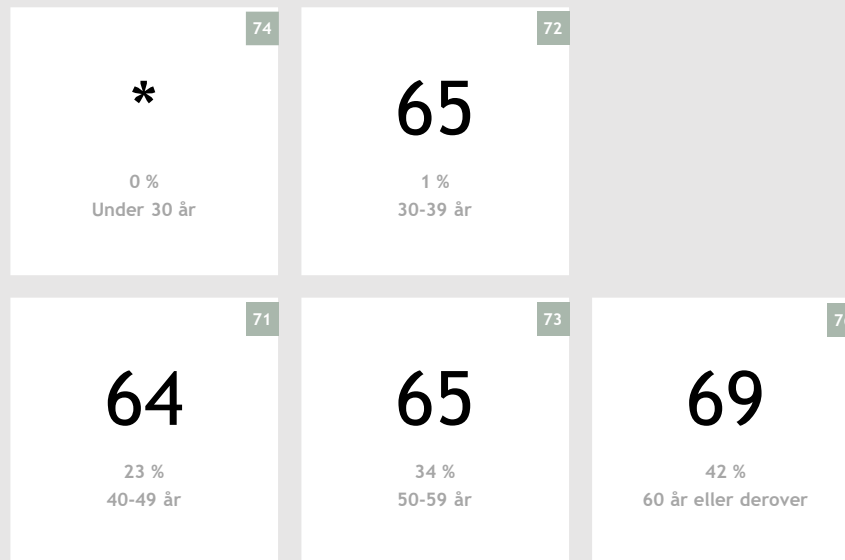 74
*
0 %
Under 30 år
72
65
1 %
30-39 år
71
64
23 %
40-49 år
73
65
34 %
50-59 år
69
42 %
60 år eller derover